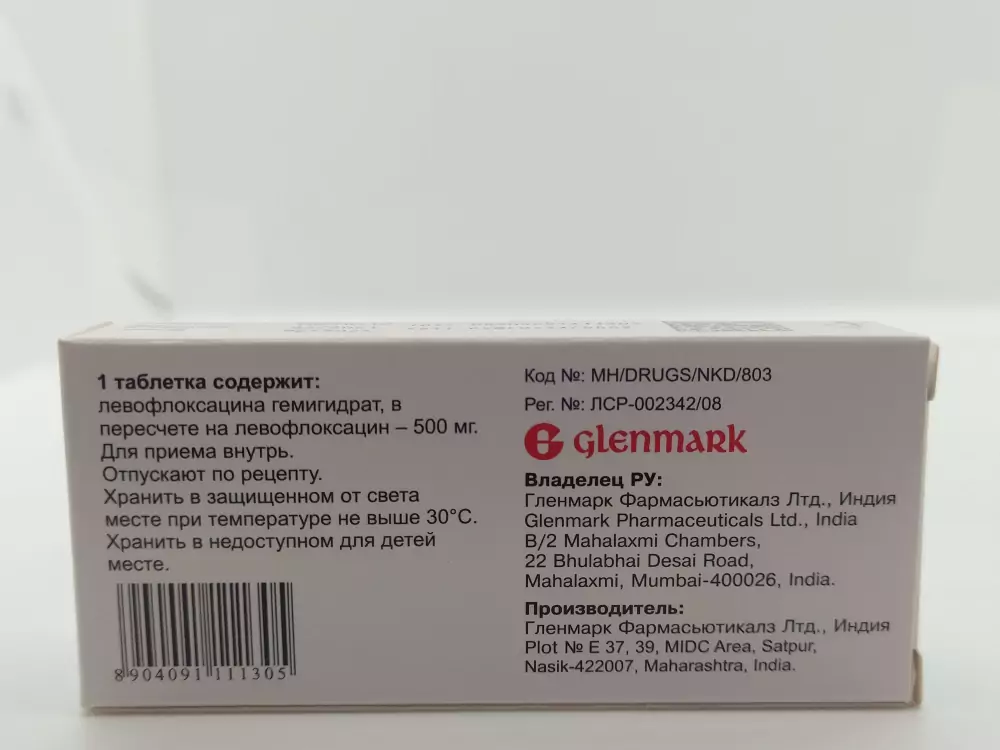 1 таблетка содержит:
левофлоксацина гемигидрат, в
пересчете на левофлоксацин – 500 мг.
Для приема внутрь.
Отпускают по рецепту.
Хранить в защищенном от света
месте при температуре не выше 30°C.
Хранить в недоступном для детей
месте.
8 904091 111305
Код №: MH/DRUGS/NKD/803
Рег. №: ЛСР-002342/08
Glenmark
Владелец РУ:
Гленмарк Фармасьютикалз Лтд., Индия
Glenmark Pharmaceuticals Ltd., India
B/2 Mahalaxmi Chambers,
22 Bhulabhai Desai Road,
Mahalaxmi, Mumbai-400026, India.
Производитель:
Гленмарк Фармасьютикалз Лтд., Индия
Plot № E 37, 39, MIDC Area, Satpur,
Nasik-422007, Maharashtra, India.